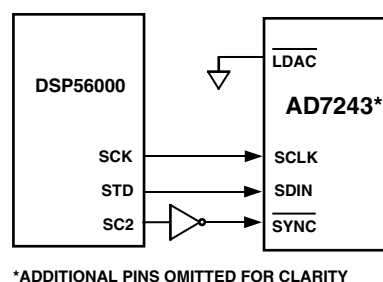 LDAC
DSP56000
AD7243*
SCK
SCLK
STD
SDIN
SC2
SYNC
*ADDITIONAL PINS OMITTED FOR CLARITY